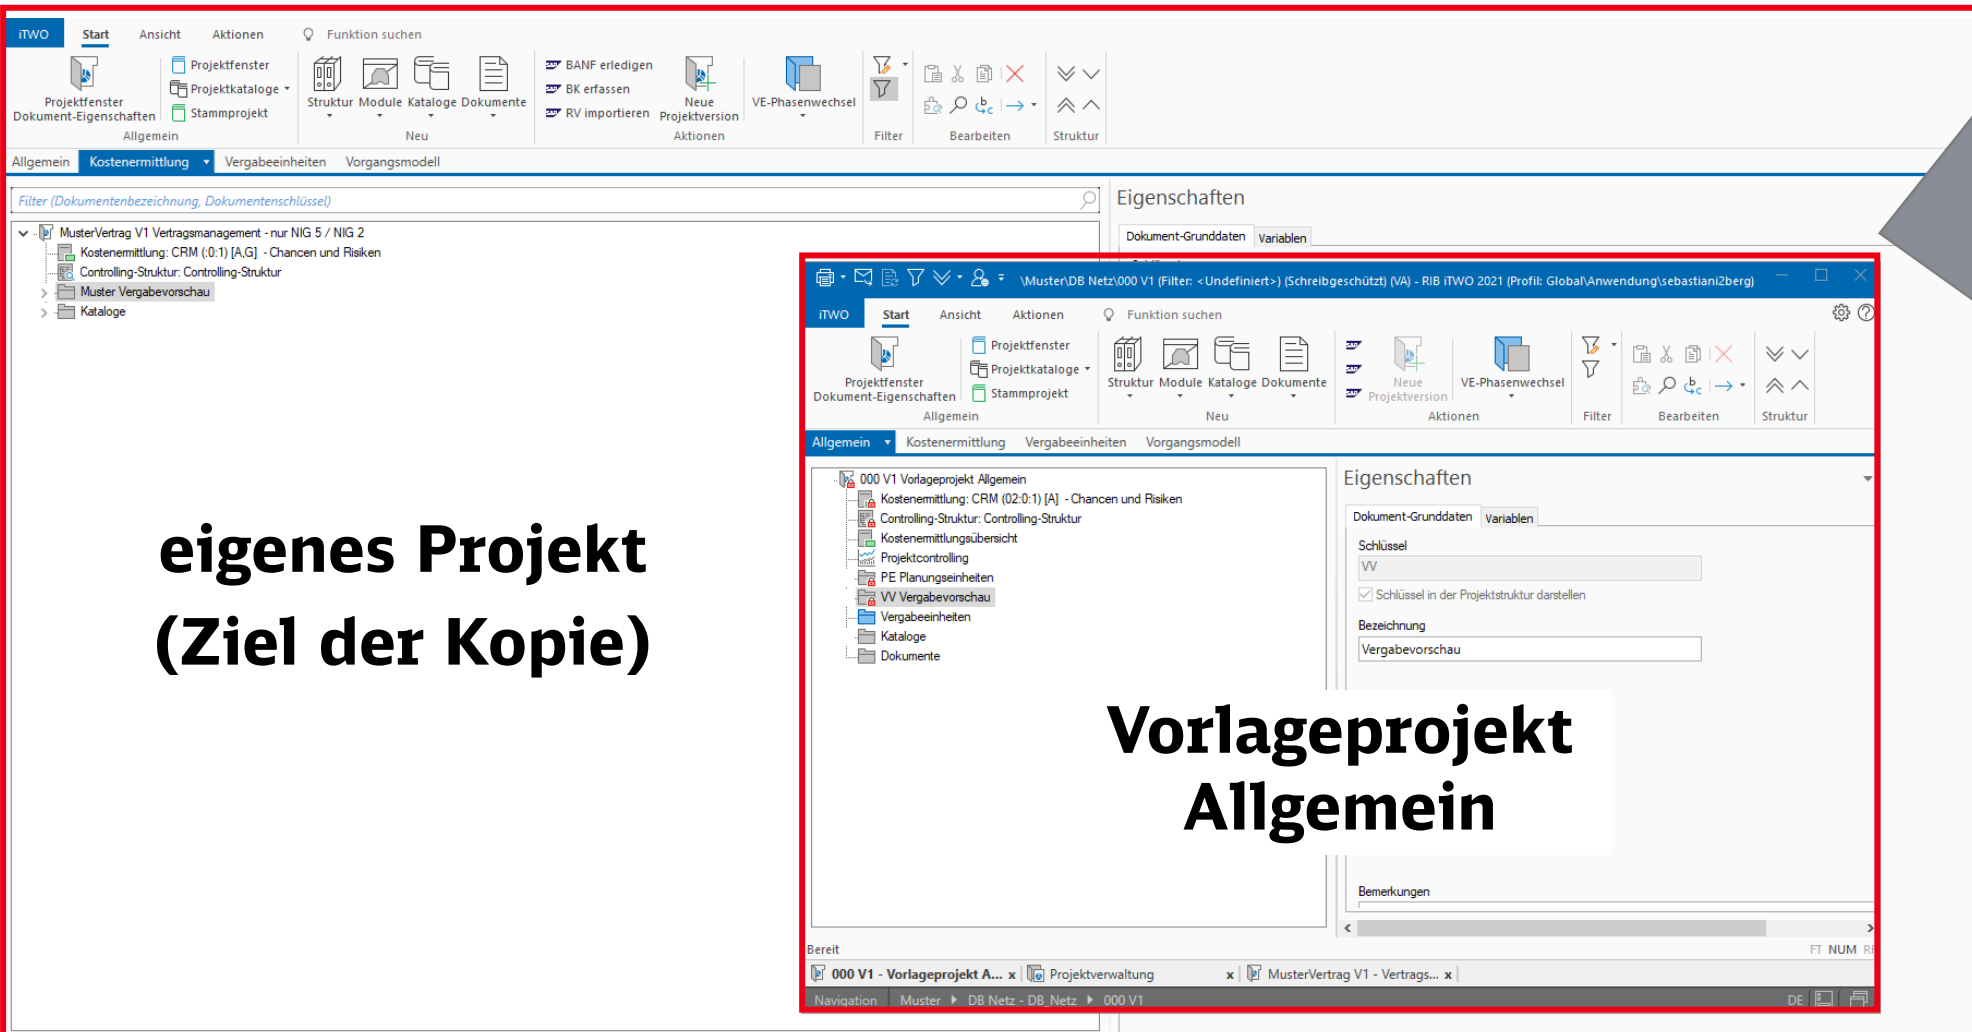 iTWO Start Ansicht Aktionen Funktion suchen
Projektfenster
Dokument-Eigenschaften
Projektfenster
Projektkataloge
Stammprojekt
Allgemein
Struktur Module Kataloge Dokumente
Neu
SAP BANF erledigen
SAP BK erfassen
SAP RV importieren
Neue
Projektversion
VE-Phasenwechsel
Aktionen
Filter
Bearbeiten
Struktur
Allgemein Kostenermittlung Vergabeeinheiten Vorgangsmodell
Filter (Dokumentenbezeichnung, Dokumentenschlüssel)
MusterVertrag V1 Vertragsmanagement - nur NIG 5 / NIG 2
Kostenermittlung: CRM (:0:1) [A,G] - Chancen und Risiken
Controlling-Struktur: Controlling-Struktur
Muster Vergabevorschau
Kataloge
Eigenschaften
Dokument-Grunddaten Variablen
eigenes Projekt
(Ziel der Kopie)
\Muster\DB Netz\000 V1 (Filter: <Undefiniert>) (Schreibgeschützt) (VA) - RIB iTWO 2021 (Profil: Global\Anwendung\sebastiani2berg)
iTWO Start Ansicht Aktionen Funktion suchen
Projektfenster
Dokument-Eigenschaften
Projektfenster
Projektkataloge
Stammprojekt
Allgemein
Struktur Module Kataloge Dokumente
Neu
SAP
SAP
SAP
Neue
Projektversion
VE-Phasenwechsel
Aktionen
Filter
Bearbeiten
Struktur
Allgemein Kostenermittlung Vergabeeinheiten Vorgangsmodell
000 V1 Vorlageprojekt Allgemein
Kostenermittlung: CRM (02:0:1) [A] - Chancen und Risiken
Controlling-Struktur: Controlling-Struktur
Kostenermittlungsübersicht
Projektcontrolling
PE Planungseinheiten
VV Vergabevorschau
Vergabeeinheiten
Kataloge
Dokumente
Eigenschaften
Dokument-Grunddaten Variablen
Schlüssel
VV
Schlüssel in der Projektstruktur darstellen
Bezeichnung
Vergabevorschau
Vorlageprojekt
Allgemein
Bemerkungen
Bereit FT NUM
000 V1 - Vorlageprojekt A... x Projektverwaltung x MusterVertrag V1 - Vertrags... x
Navigation Muster DB Netz - DB_Netz 000 V1 DE